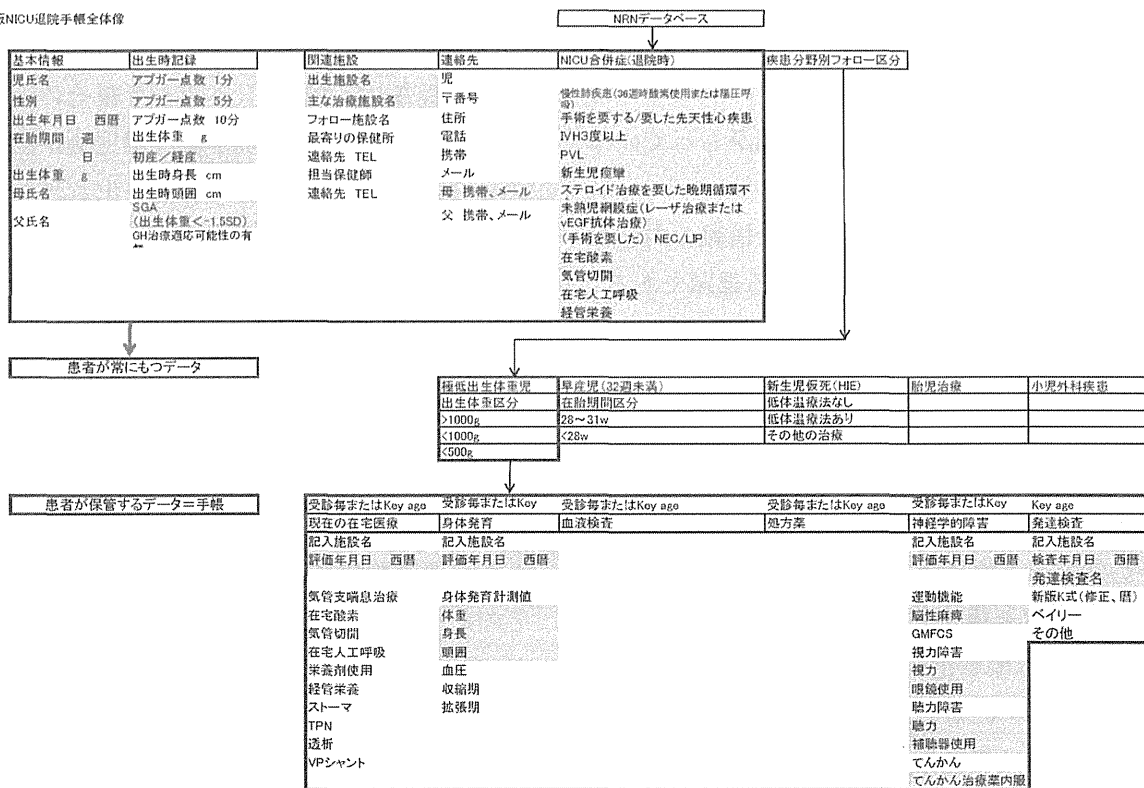 版NICU退院手帳全体像
NRNデータベース
基本情報 出生時記録 関連施設 連絡先 NICU合併症(退院時) 疾患分野別フォロー区分
児氏名 アプガー点数 1分 出生施設名 児
性別 アプガー点数 5分 主な治療施設名 〒番号 慢性肺疾患(36週時酸素使用または陽圧呼吸)
出生年月日 西暦 アプガー点数 10分 フォロー施設名 住所 手術を要する/要した先天性心疾患
在胎期間 週 出生体重 g 最寄りの保健所 電話 IVH3度以上
日 初産/経産 連絡先 TEL 携帯 PVL
出生体重 g 出生時身長 cm 担当保健師 メール 新生児痙攣
母氏名 出生時頭囲 cm 連絡先 TEL 母 携帯、メール ステロイド治療を要した晩期循環不
父氏名 SGA
(出生体重<-1.5SD) 父 携帯、メール 未熟児網膜症(レーザ治療または
vEGF抗体治療)
GH治療適応可能性の有 (手術を要した) NEC/LIP
在宅酸素
気管切開
在宅人工呼吸
経管栄養
患者が常にもつデータ
極低出生体重児 早産児(32週未満) 新生児仮死(HIE) 胎児治療 小児外科疾患
出生体重区分 在胎期間区分 低体温療法なし
>1000g 28~31w 低体温療法あり
<1000g <28w その他の治療
<500g
患者が保管するデータ=手帳
受診毎またはKey age 受診毎またはKey 受診毎またはKey age 受診毎またはKey age 受診毎またはKey Key age
現在の在宅医療 身体発育 血液検査 処方薬 神経学的障害 発達検査
記入施設名 記入施設名 記入施設名 記入施設名
評価年月日 西暦 評価年月日 西暦 評価年月日 西暦 検査年月日 西暦
発達検査名
気管支喘息治療 身体発育計測値 運動機能 新版K式(修正、暦)
在宅酸素 体重 脳性麻痺 ベイリー
気管切開 身長 GMFCS その他
在宅人工呼吸 頭囲 視力障害
栄養剤使用 血圧 視力
経管栄養 収縮期 眼鏡使用
ストーマ 拡張期 聴力障害
TPN 聴力
透析 補聴器使用
VPシャント てんかん
てんかん治療薬内服